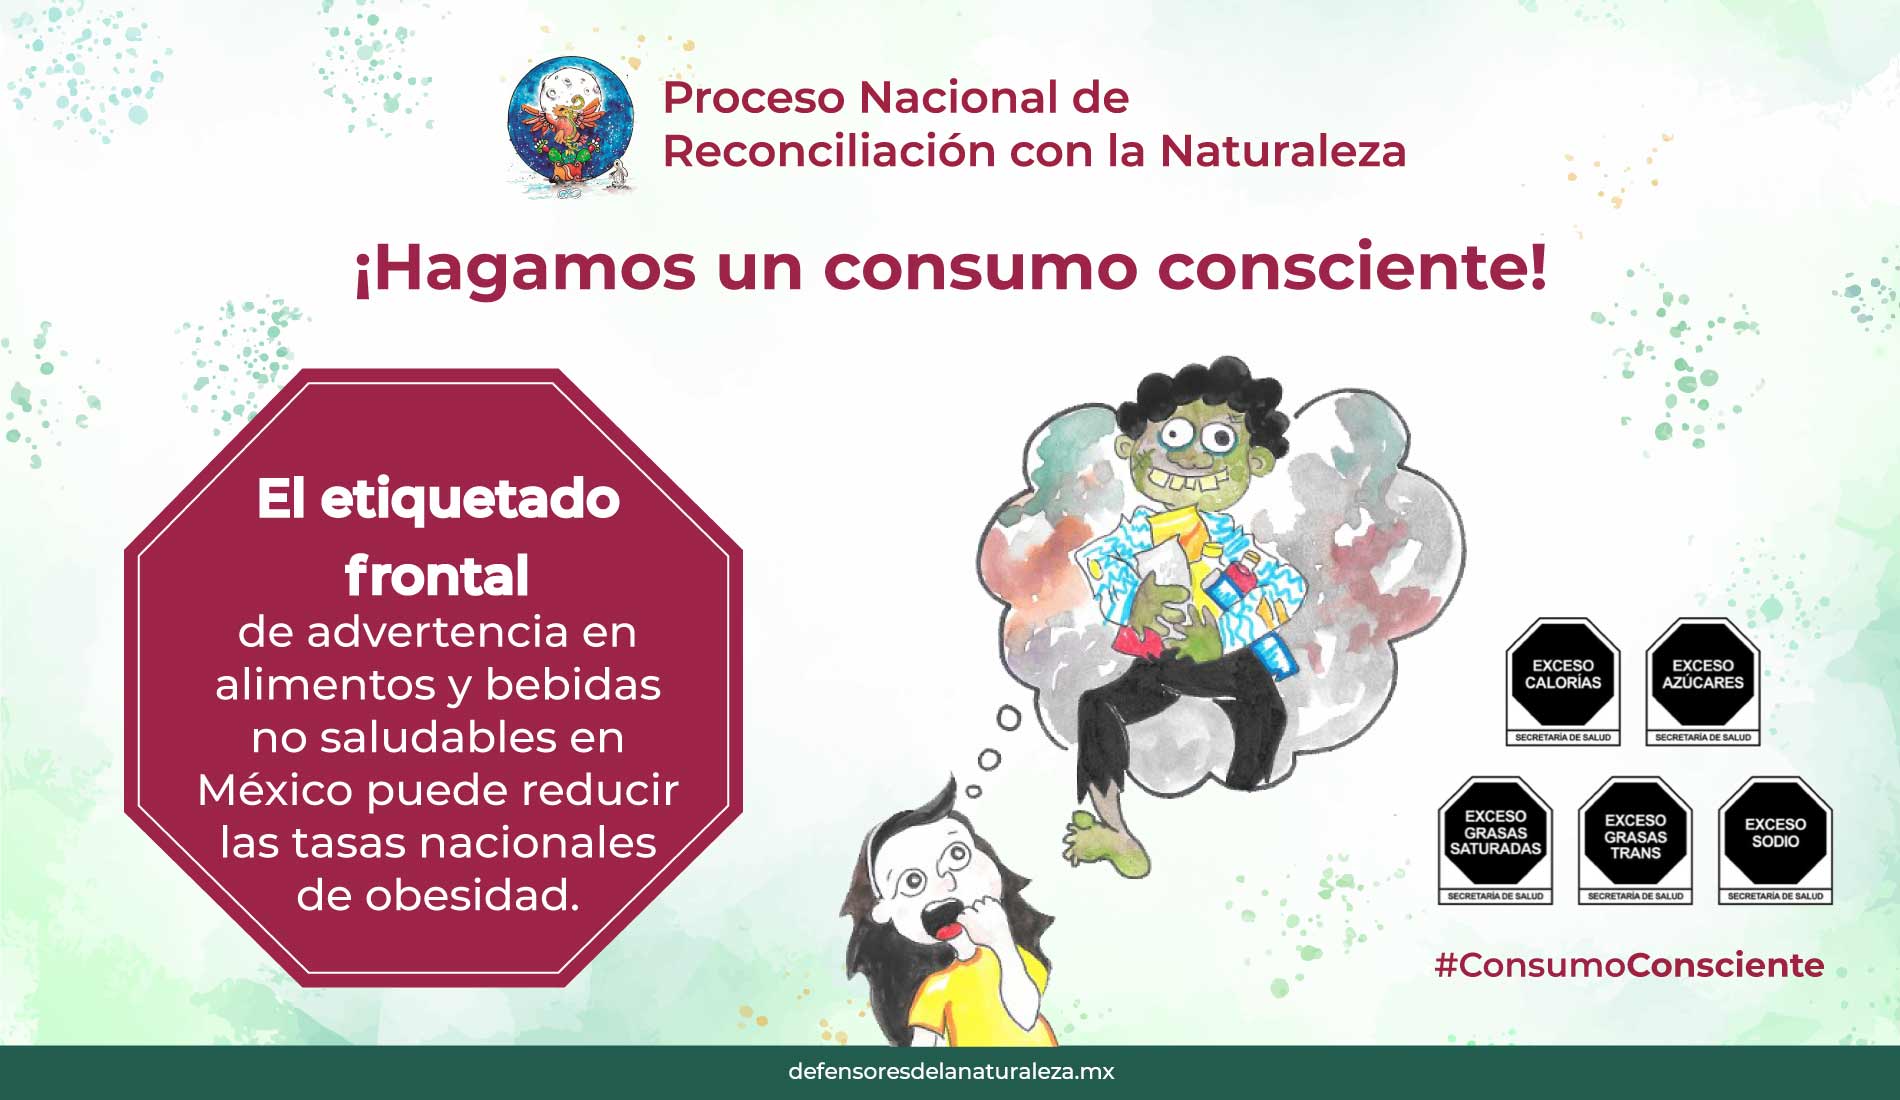 Proceso Nacional de
Reconciliación con la Naturaleza
¡Hagamos un consumo consciente!
El etiquetado
frontal
de advertencia en
alimentos y bebidas
no saludables en
México puede reducir
las tasas nacionales
de obesidad.
EXCESO
CALORÍAS
SECRETARÍA DE SALUD
EXCESO
AZÚCARES
SECRETARÍA DE SALUD
EXCESO
GRASAS
SATURADAS
SECRETARÍA DE SALUD
EXCESO
GRASAS
TRANS
SECRETARÍA DE SALUD
EXCESO
SODIO
SECRETARÍA DE SALUD
#ConsumoConsciente
defensoresdelanaturaleza.mx